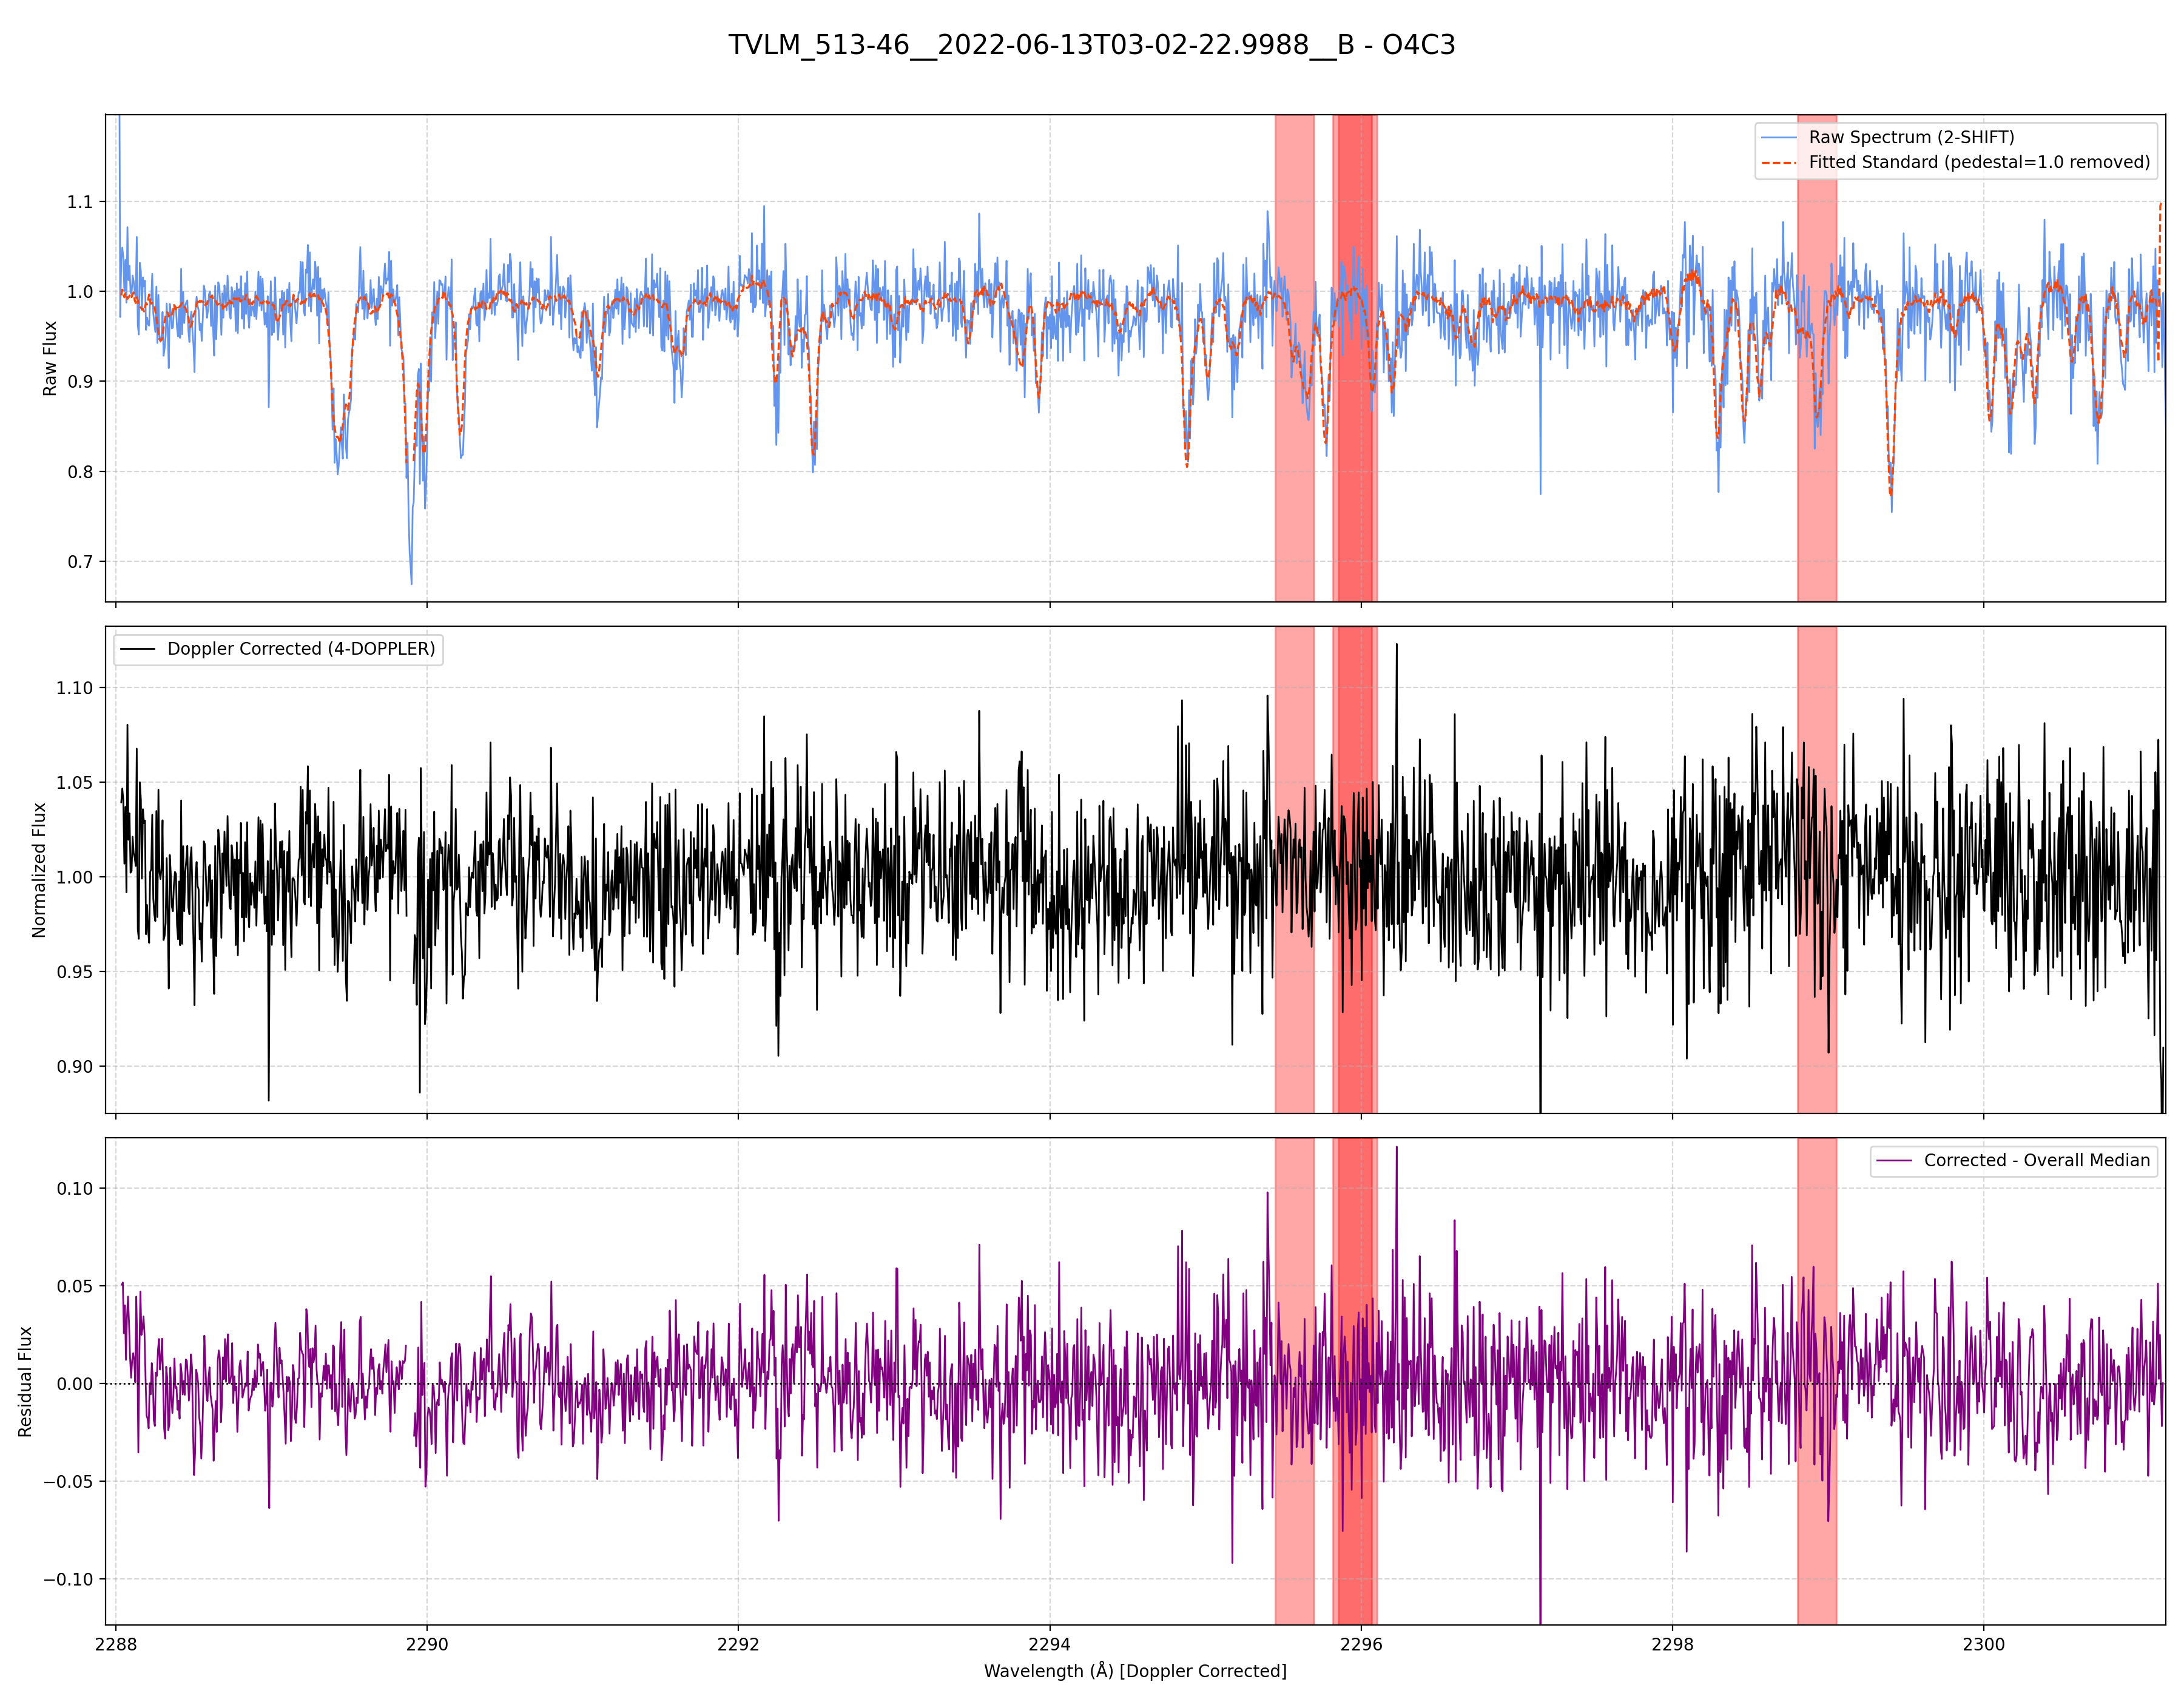 TVLM_513-46__2022-06-13T03-02-22.9988__B - O4C3
Raw Flux
1.1
1.0
0.9
0.8
0.7
Raw Spectrum (2-SHIFT)
Fitted Standard (pedestal=1.0 removed)
Normalized Flux
1.10
1.05
1.00
0.95
0.90
Doppler Corrected (4-DOPPLER)
Residual Flux
0.10
0.05
0.00
−0.05
−0.10
Corrected - Overall Median
2288 2290 2292 2294 2296 2298 2300
Wavelength (Å) [Doppler Corrected]